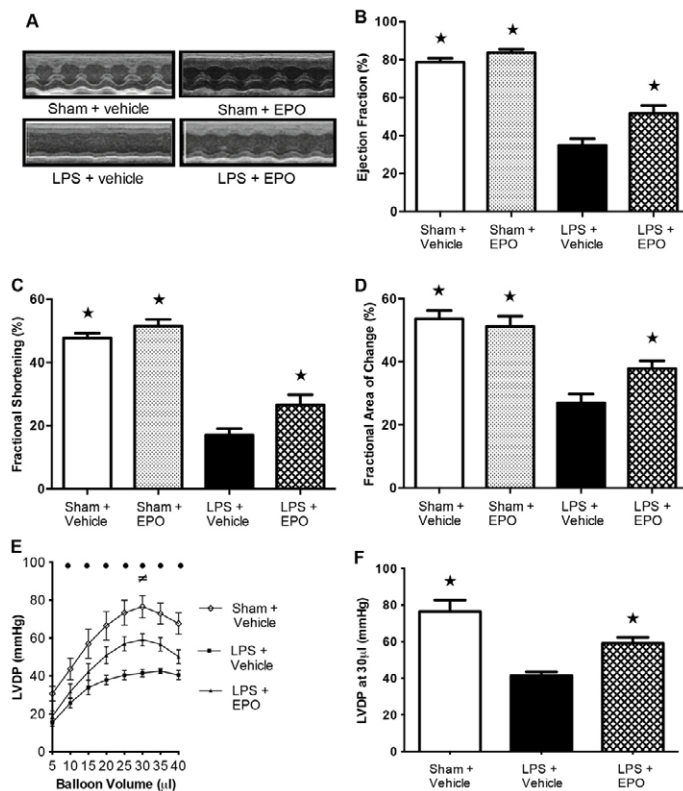 A
Sham + vehicle
Sham + EPO
LPS + vehicle
LPS + EPO
B
Ejection Fraction (%)
100
80
60
40
20
0
★
★
★
Sham +
Vehicle
Sham +
EPO
LPS +
Vehicle
LPS +
EPO
C
Fractional Shortening (%)
60
40
20
0
★
★
★
Sham +
Vehicle
Sham +
EPO
LPS +
Vehicle
LPS +
EPO
D
Fractional Area of Change (%)
60
40
20
0
★
★
★
Sham +
Vehicle
Sham +
EPO
LPS +
Vehicle
LPS +
EPO
E
LVDP (mmHg)
100
80
60
40
20
0
≠
5 10 15 20 25 30 35 40
Balloon Volume (µl)
Sham +
Vehicle
LPS +
Vehicle
LPS +
EPO
F
LVDP at 30µl (mmHg)
100
80
60
40
20
0
★
★
Sham +
Vehicle
LPS +
Vehicle
LPS +
EPO